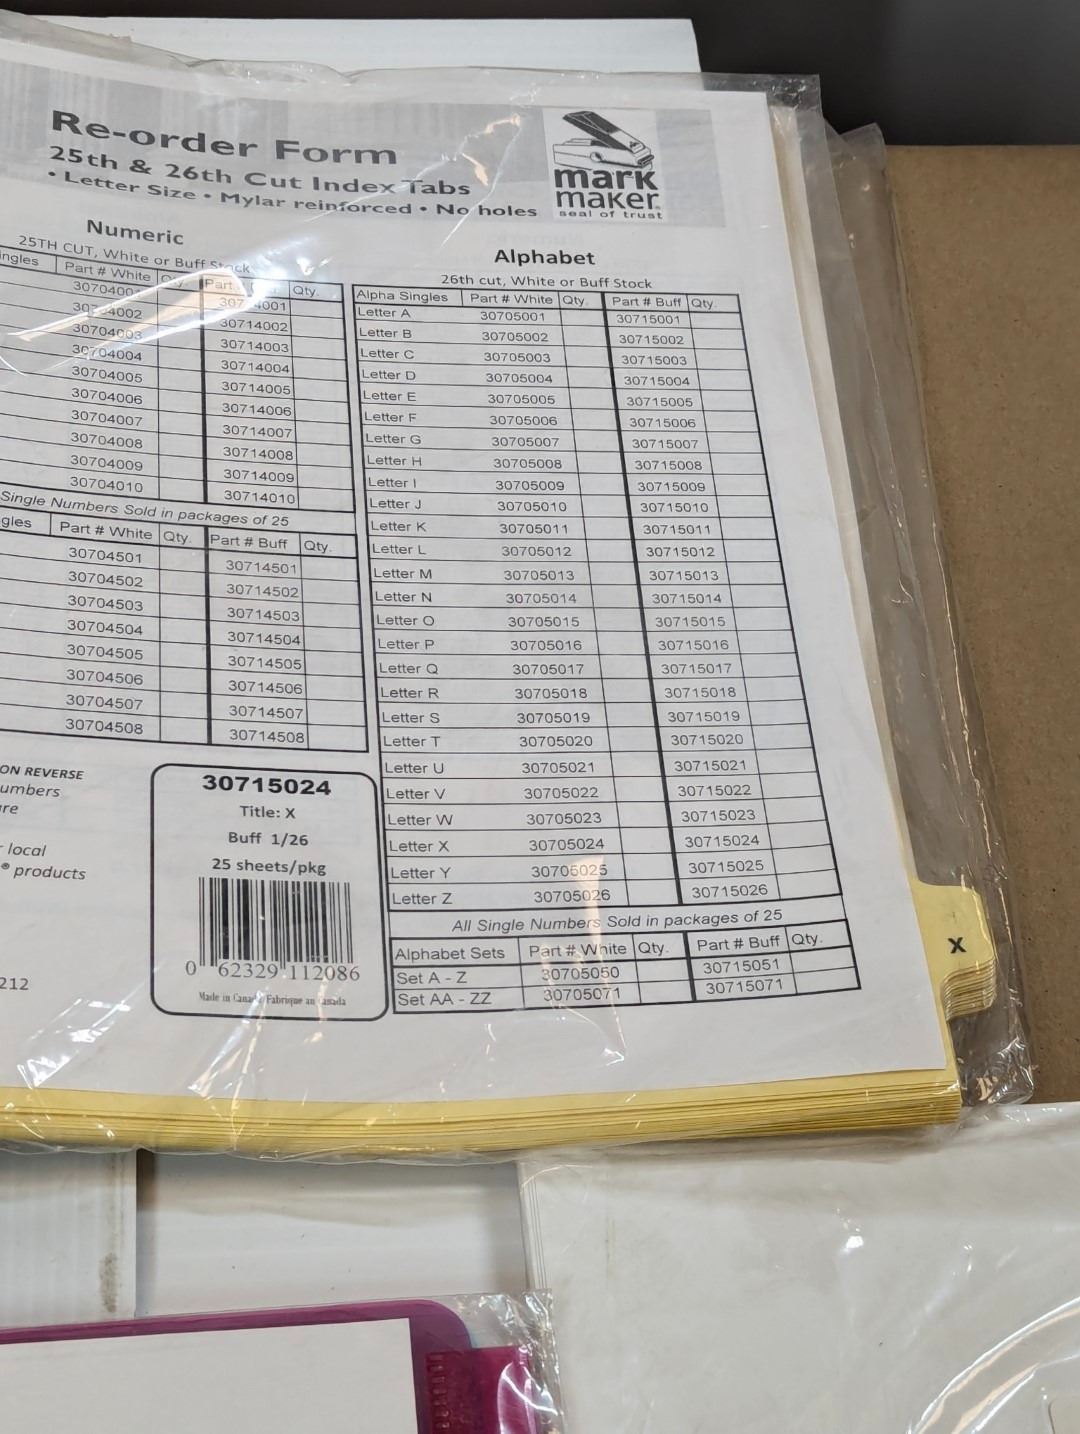 Re-order Form
25th & 26th Cut Index Tabs
• Letter Size • Mylar reinforced • No holes
mark
maker
seal of trust
Numeric
25TH CUT, White or Buff Stock
Part # White Qty. Part Qty.
30704002 30714002
30704003 30714003
30704004 30714004
30704005 30714005
30704006 30714006
30704007 30714007
30704008 30714008
30704009 30714009
30704010 30714010
Single Numbers Sold in packages of 25
Part # White Qty. Part # Buff Qty.
30704501 30714501
30704502 30714502
30704503 30714503
30704504 30714504
30704505 30714505
30704506 30714506
30704507 30714507
30704508 30714508
ON REVERSE
local
® products
212
30715024
Title: X
Buff 1/26
25 sheets/pkg
0 62329 112086
Made in Canada Fabrique au Canada
Alphabet
26th cut, White or Buff Stock
Alpha Singles Part # White Qty. Part # Buff Qty.
Letter A 30705001 30715001
Letter B 30705002 30715002
Letter C 30705003 30715003
Letter D 30705004 30715004
Letter E 30705005 30715005
Letter F 30705006 30715006
Letter G 30705007 30715007
Letter H 30705008 30715008
Letter I 30705009 30715009
Letter J 30705010 30715010
Letter K 30705011 30715011
Letter L 30705012 30715012
Letter M 30705013 30715013
Letter N 30705014 30715014
Letter O 30705015 30715015
Letter P 30705016 30715016
Letter Q 30705017 30715017
Letter R 30705018 30715018
Letter S 30705019 30715019
Letter T 30705020 30715020
Letter U 30705021 30715021
Letter V 30705022 30715022
Letter W 30705023 30715023
Letter X 30705024 30715024
Letter Y 30705025 30715025
Letter Z 30705026 30715026
All Single Numbers Sold in packages of 25
Alphabet Sets Part # White Qty. Part # Buff Qty.
Set A - Z 30705050 30715051
Set AA - ZZ 30705071 30715071
X